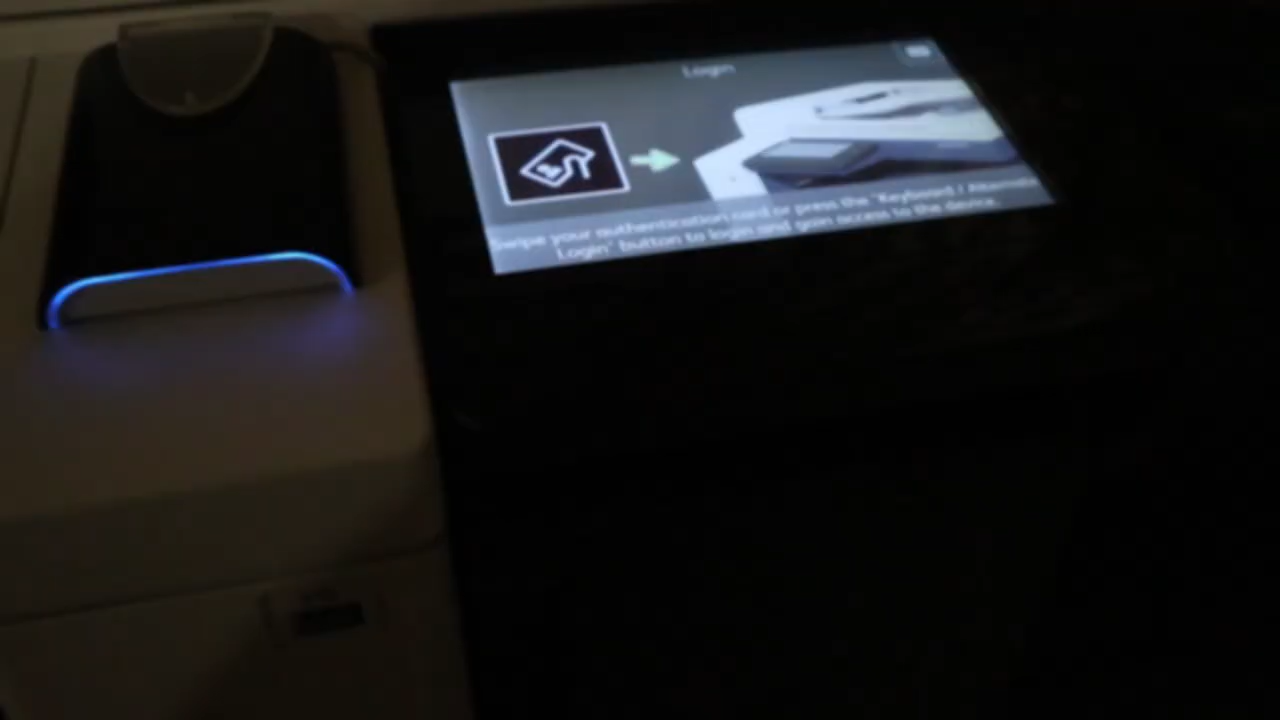 Login
Swipe your authentication card or press the 'Keyboard / Alternate
Login' button to login and gain access to the device.